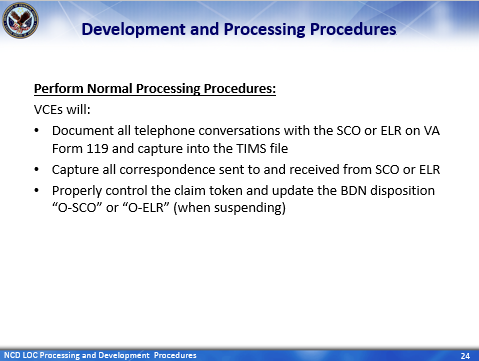 Development and Processing Procedures
Perform Normal Processing Procedures:
VCEs will:
• Document all telephone conversations with the SCO or ELR on VA
Form 119 and capture into the TIMS file
• Capture all correspondence sent to and received from SCO or ELR
• Properly control the claim token and update the BDN disposition
“O-SCO” or “O-ELR” (when suspending)
NCD LOC Processing and Development Procedures
24